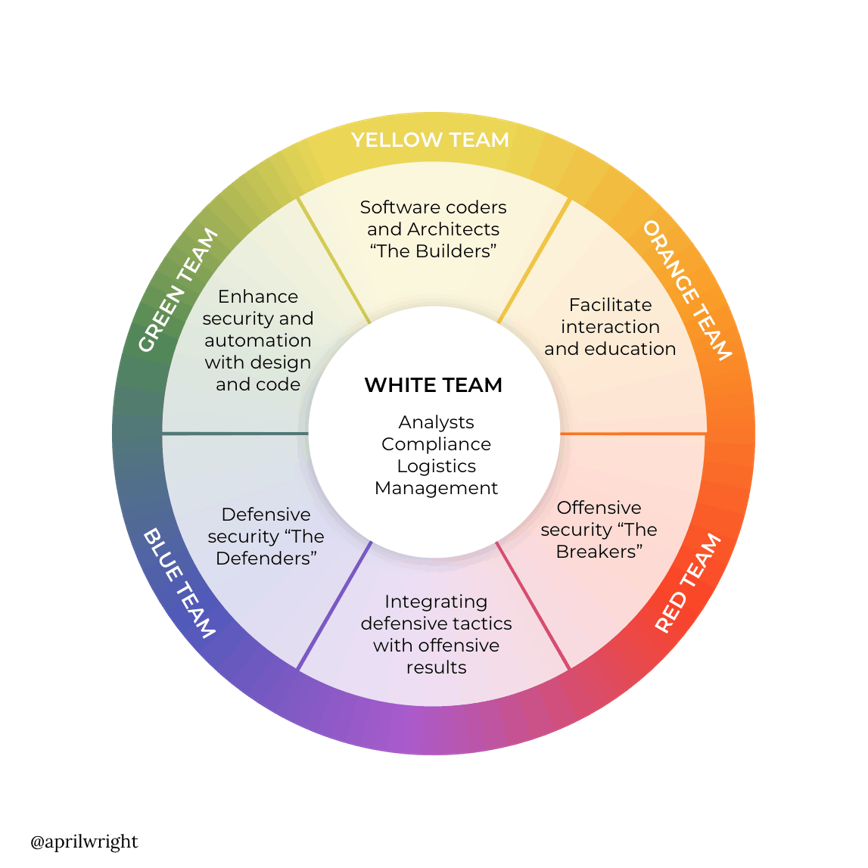 YELLOW TEAM
Software coders
and Architects
“The Builders”
ORANGE TEAM
Facilitate
interaction
and education
GREEN TEAM
Enhance
security and
automation
with design
and code
WHITE TEAM
Analysts
Compliance
Logistics
Management
BLUE TEAM
Defensive
security “The
Defenders”
RED TEAM
Offensive
security “The
Breakers”
Integrating
defensive tactics
with offensive
results
@aprilwright